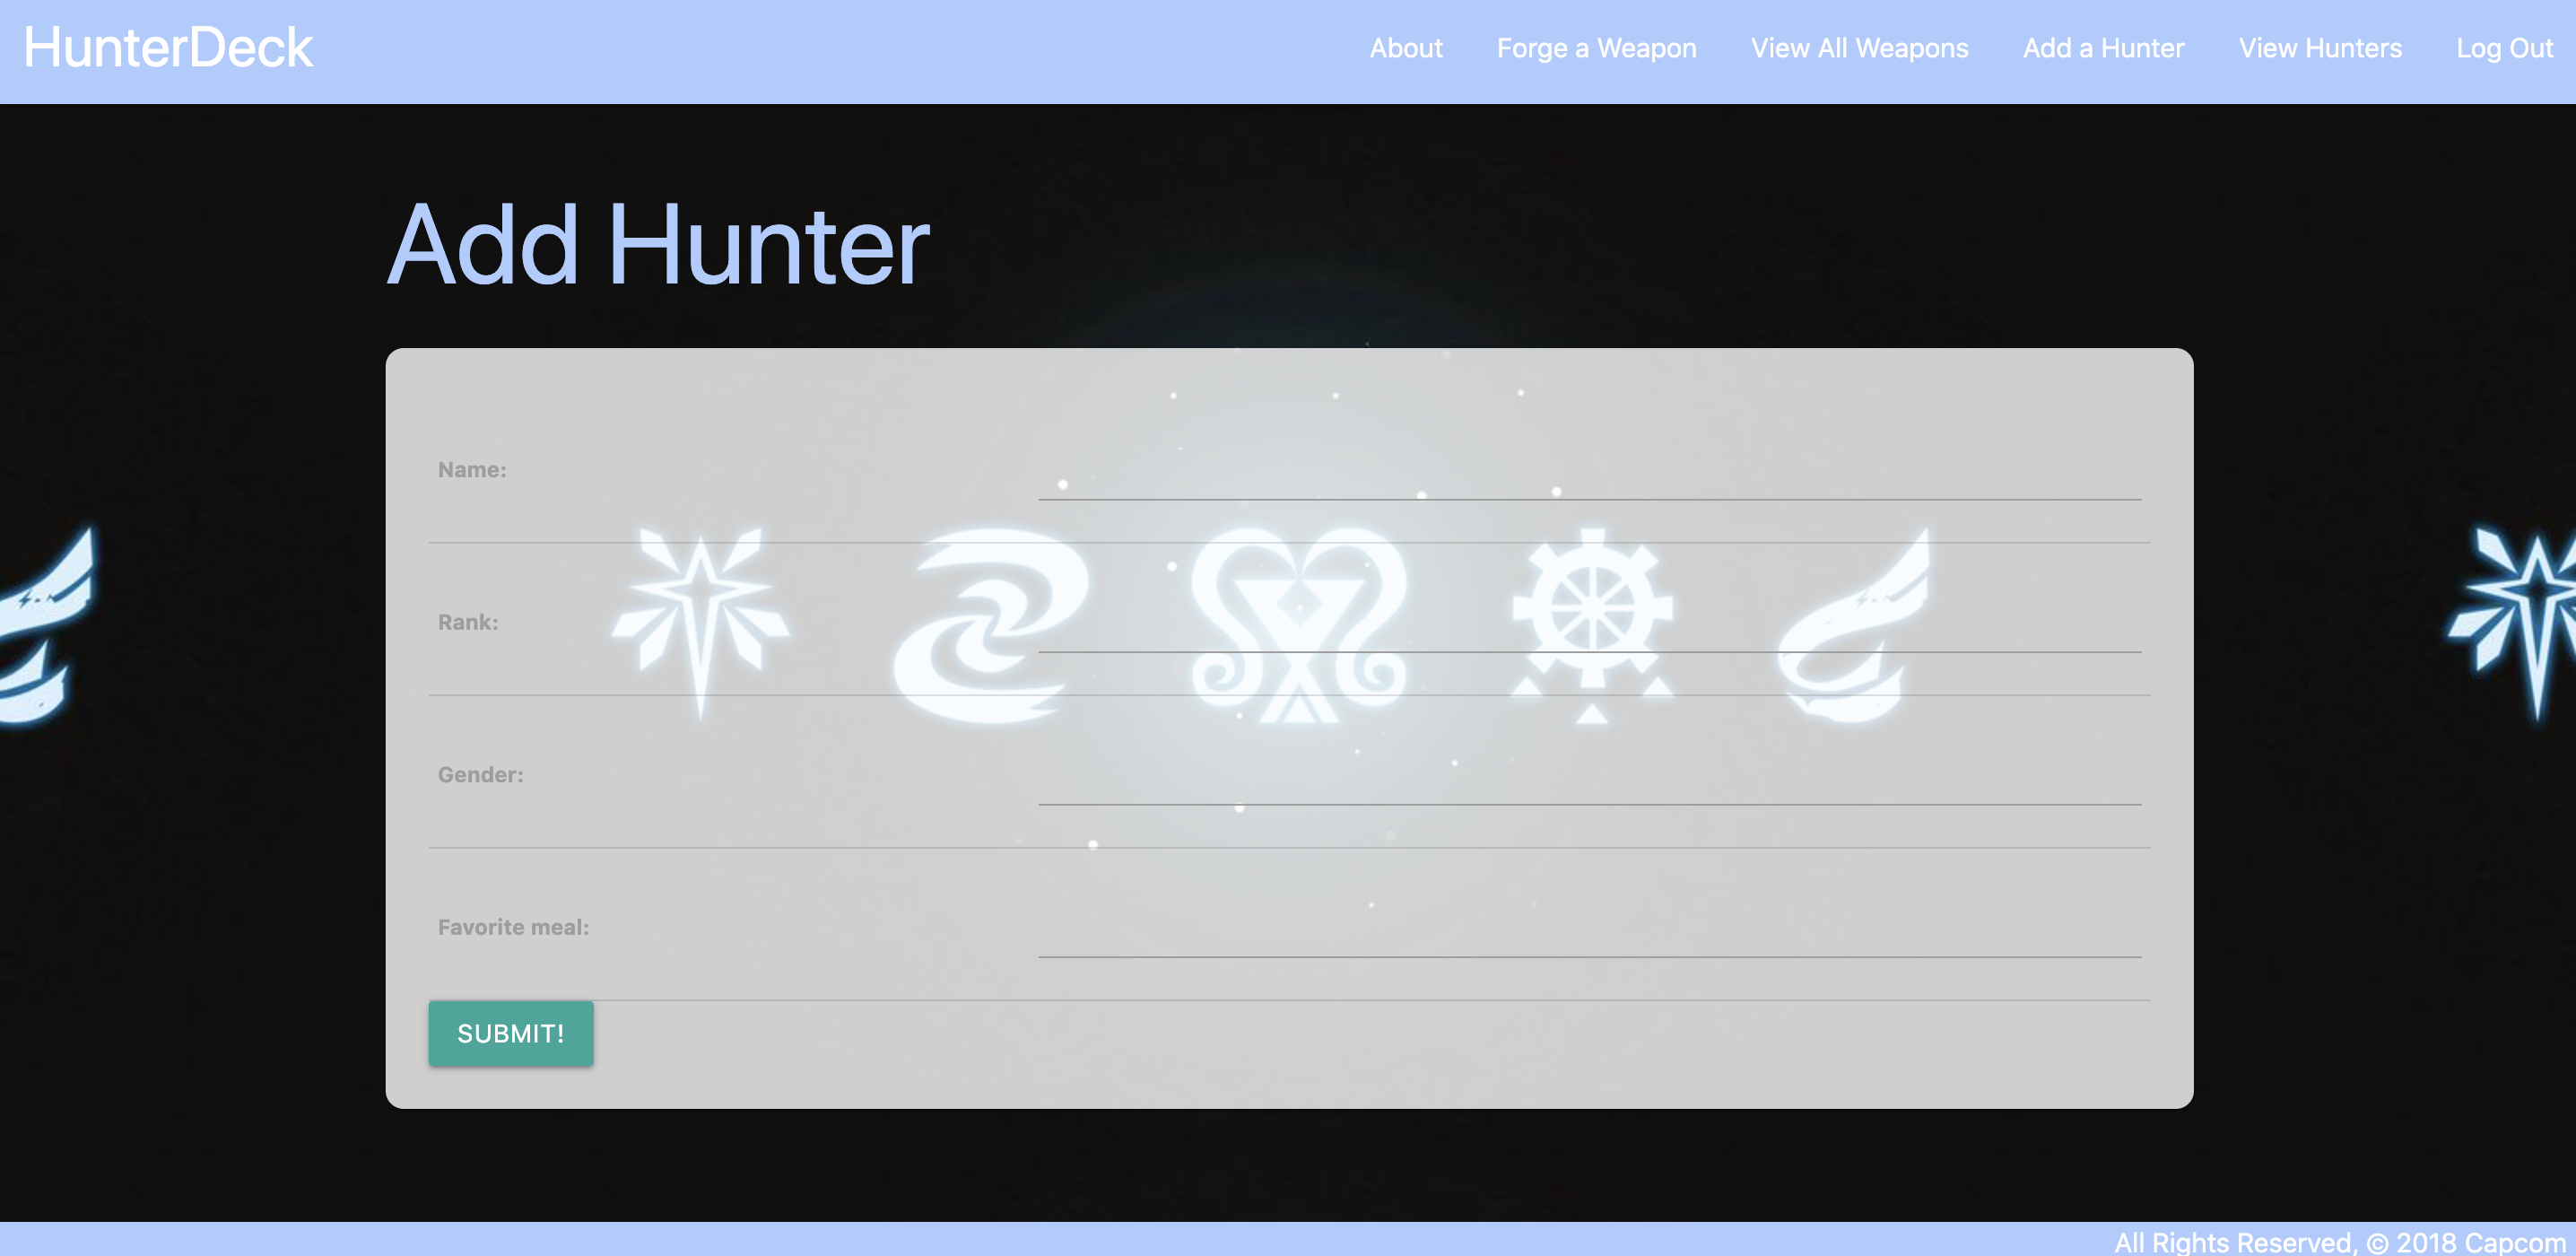 HunterDeck
About Forge a Weapon View All Weapons Add a Hunter View Hunters Log Out
Add Hunter
Name:
Rank:
Gender:
Favorite meal:
SUBMIT!
All Rights Reserved, © 2018 Capcom